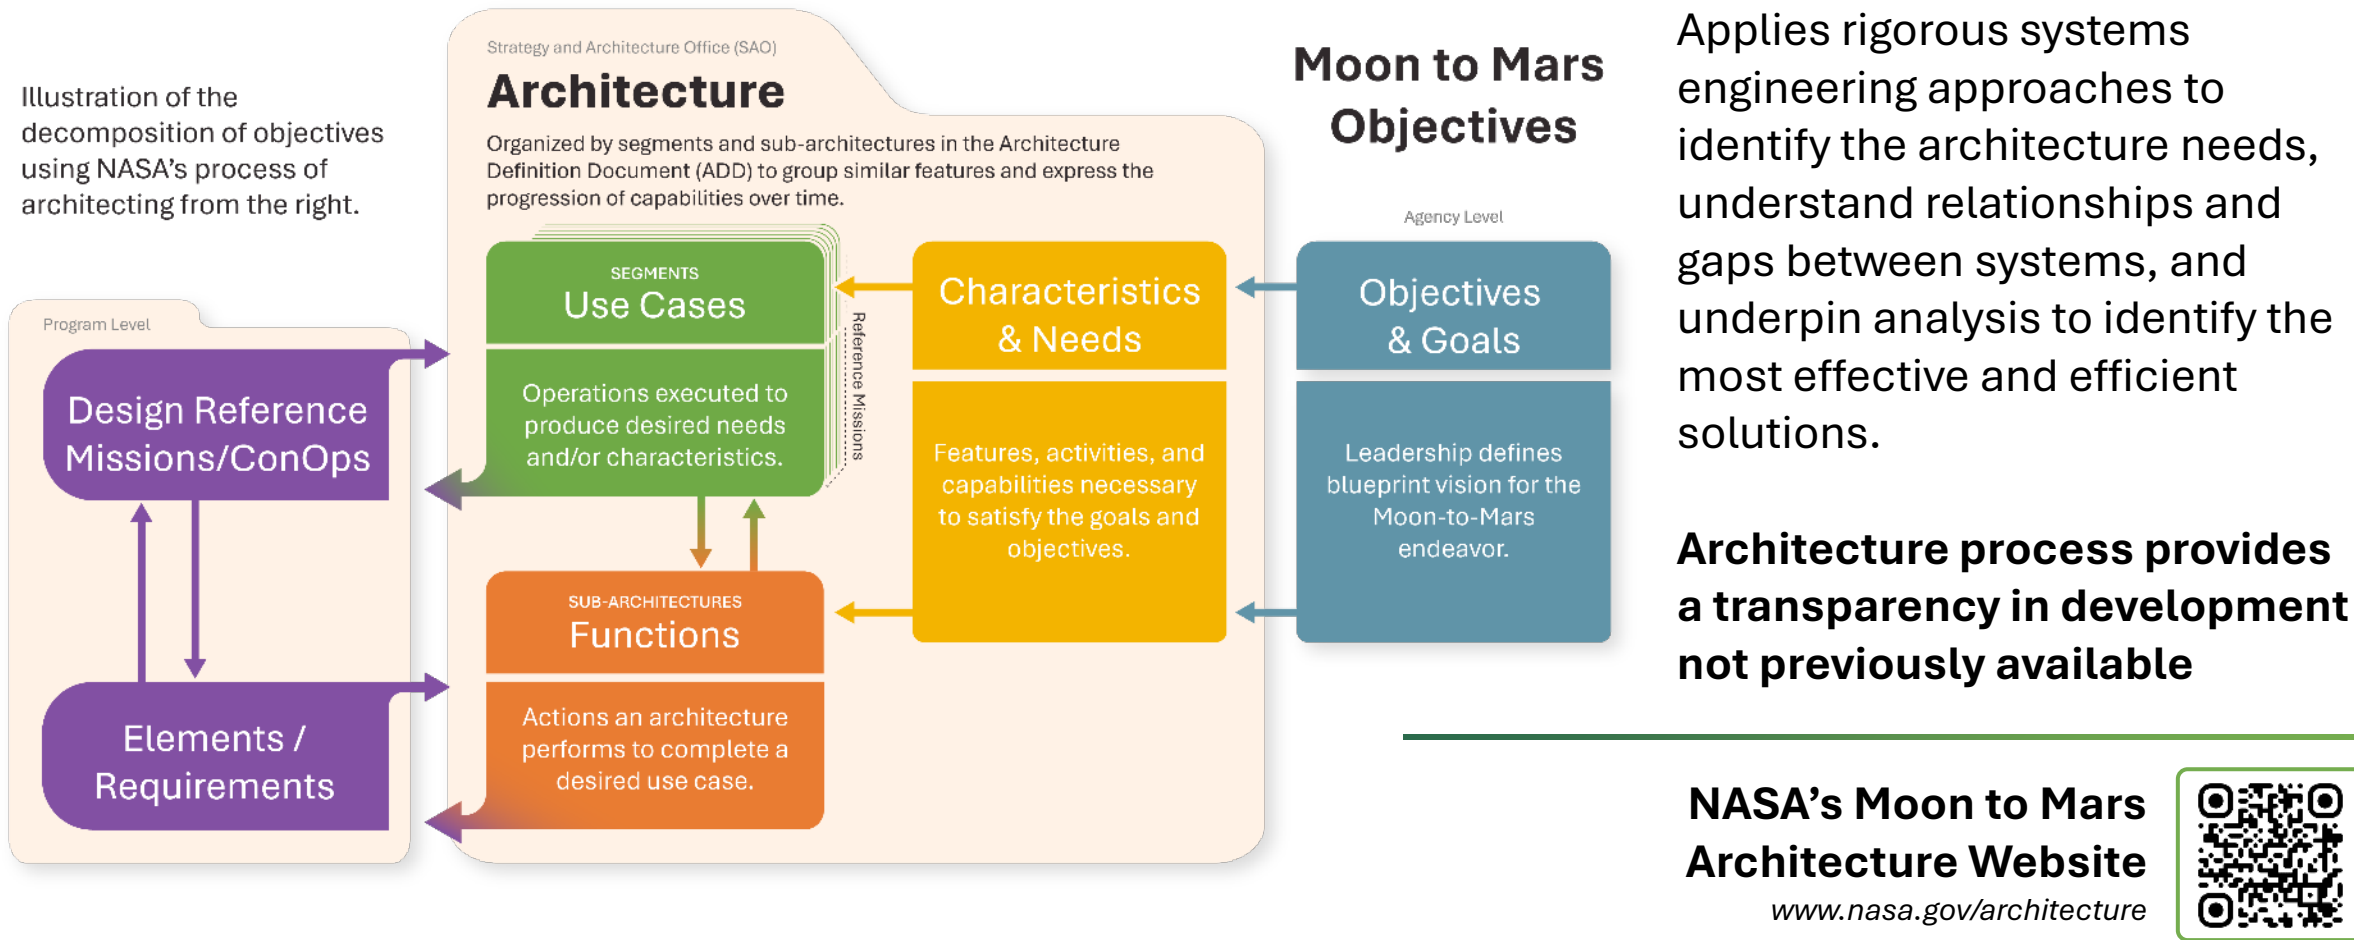 Illustration of the
decomposition of objectives
using NASA's process of
architecting from the right.
Strategy and Architecture Office (SAO)
Architecture
Organized by segments and sub-architectures in the Architecture
Definition Document (ADD) to group similar features and express the
progression of capabilities over time.
Moon to Mars
Objectives
Agency Level
Program Level
Design Reference
Missions/ConOps
Elements /
Requirements
SEGMENTS
Use Cases
Operations executed to
produce desired needs
and/or characteristics.
Reference Missions
SUB-ARCHITECTURES
Functions
Actions an architecture
performs to complete a
desired use case.
Characteristics
& Needs
Features, activities, and
capabilities necessary
to satisfy the goals and
objectives.
Objectives
& Goals
Leadership defines
blueprint vision for the
Moon-to-Mars
endeavor.
Applies rigorous systems
engineering approaches to
identify the architecture needs,
understand relationships and
gaps between systems, and
underpin analysis to identify the
most effective and efficient
solutions.
Architecture process provides
a transparency in development
not previously available
NASA's Moon to Mars
Architecture Website
www.nasa.gov/architecture